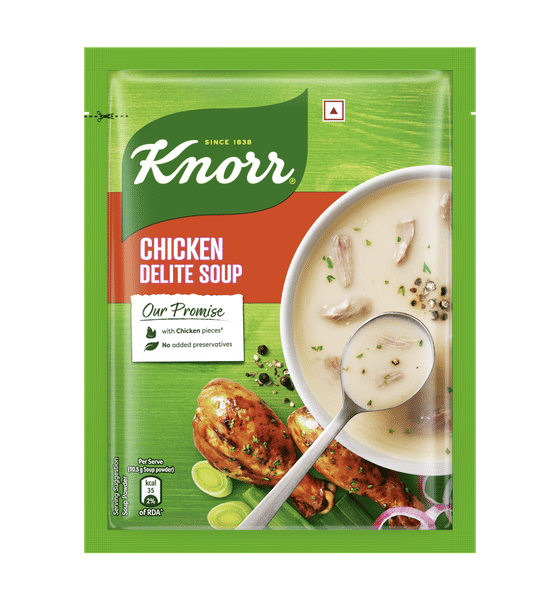 SINCE 1838
Knorr®
CHICKEN
DELITE SOUP
Our Promise
with Chicken pieces#
No added preservatives
Per Serve
(10.5 g Soup powder)
kcal
35
2%
of RDA*
Serving Suggestion
Soup Powder